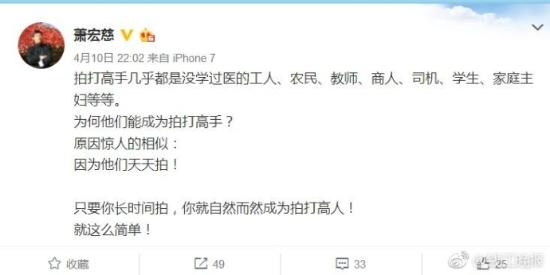 萧宏慈
4月10日 22:02 来自 iPhone 7
拍打高手几乎都是没学过医的工人、农民、教师、商人、司机、学生、家庭主
妇等等。
为何他们能成为拍打高手？
原因惊人的相似：
因为他们天天拍！
只要你长时间拍，你就自然而然成为拍打高人！
就这么简单！
收藏 49 33 25